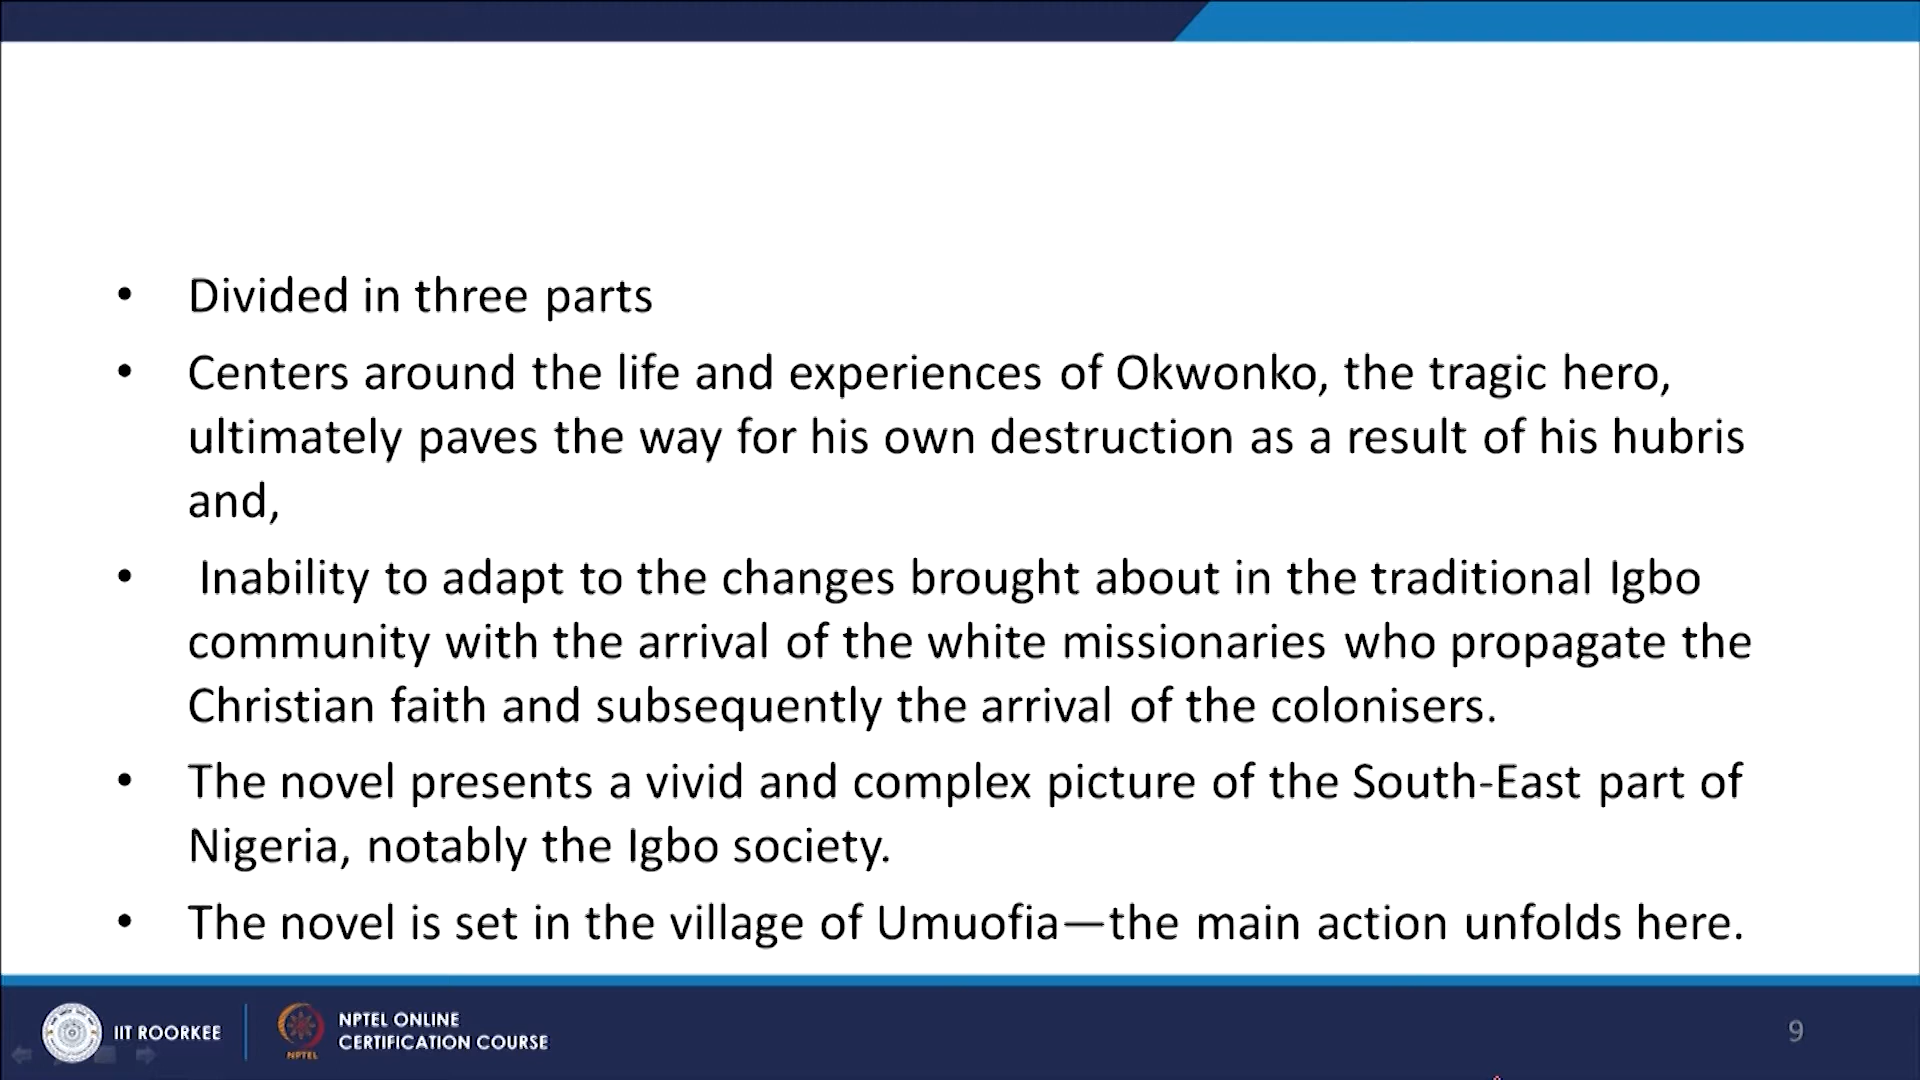 • Divided in three parts
• Centers around the life and experiences of Okwonko, the tragic hero,
ultimately paves the way for his own destruction as a result of his hubris
and,
• Inability to adapt to the changes brought about in the traditional Igbo
community with the arrival of the white missionaries who propagate the
Christian faith and subsequently the arrival of the colonisers.
• The novel presents a vivid and complex picture of the South-East part of
Nigeria, notably the Igbo society.
• The novel is set in the village of Umuofia—the main action unfolds here.
IIT ROORKEE
NPTEL
NPTEL ONLINE
CERTIFICATION COURSE
9